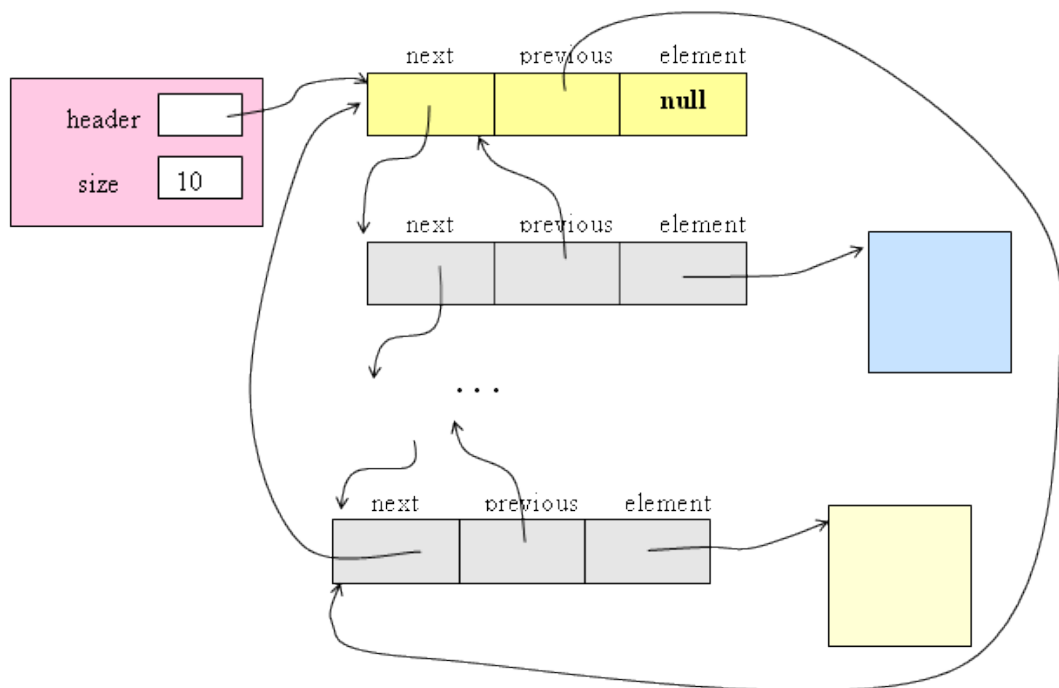 next previous element
header
null
size 10
next previous element
...
next previous element